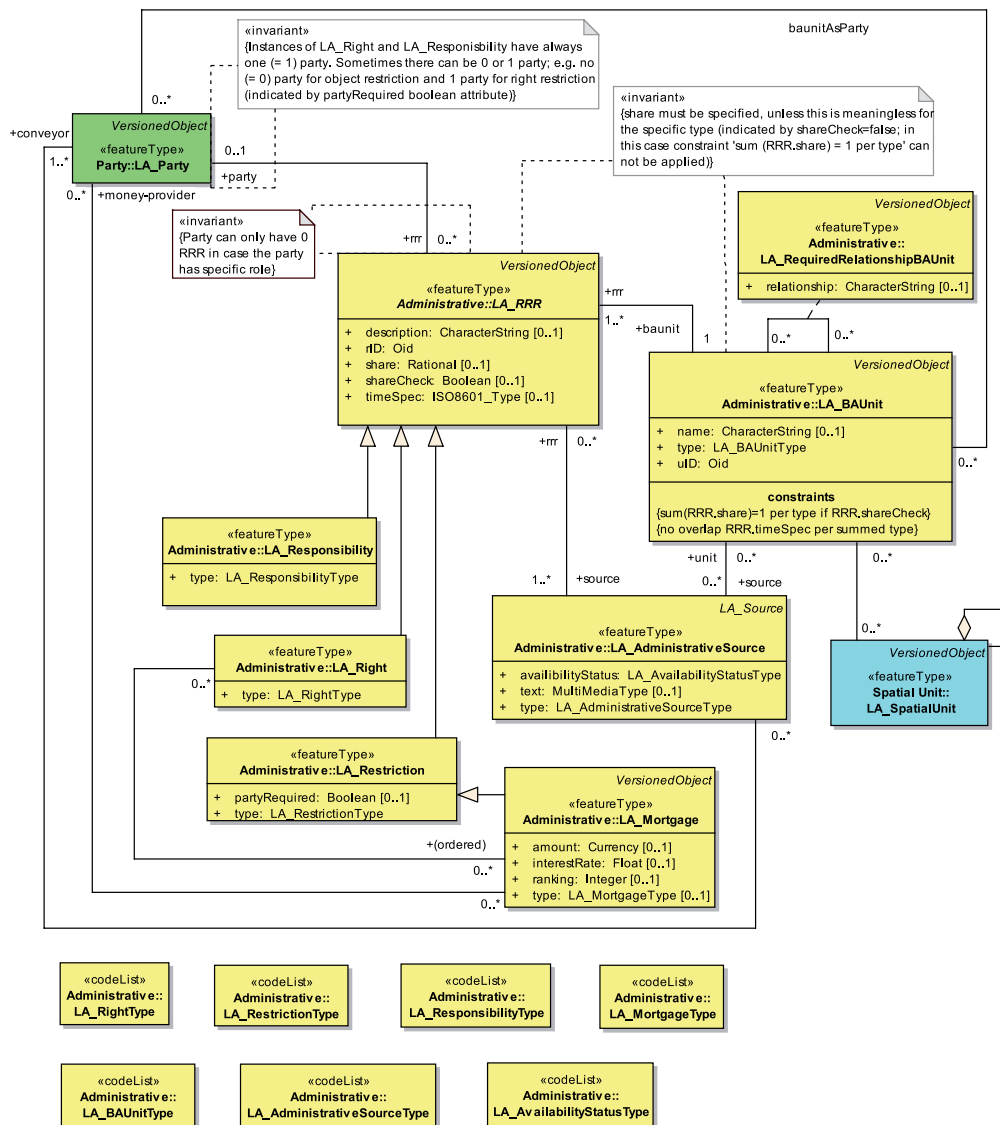 baunitAsParty
«invariant»
{Instances of LA_Right and LA_Responisbility have always
one (= 1) party. Sometimes there can be 0 or 1 party; e.g. no
(= 0) party for object restriction and 1 party for right restriction
(indicated by partyRequired boolean attribute)}
«invariant»
{share must be specified, unless this is meaningless for
the specific type (indicated by shareCheck=false; in
this case constraint 'sum (RRR.share) = 1 per type' can
not be applied)}
0..*
+conveyor
1..*
VersionedObject
«featureType»
Party::LA_Party
0..1
+party
0..*
+money-provider
«invariant»
{Party can only have 0
RRR in case the party
has specific role}
+rrr
0..*
VersionedObject
«featureType»
Administrative::
LA_RequiredRelationshipBAUnit
+ relationship: CharacterString [0..1]
VersionedObject
«featureType»
Administrative::LA_RRR
+ description: CharacterString [0..1]
+ rID: Oid
+ share: Rational [0..1]
+ shareCheck: Boolean [0..1]
+ timeSpec: ISO8601_Type [0..1]
+rrr
1..*
+baunit
1
0..*
0..*
VersionedObject
«featureType»
Administrative::LA_BAUnit
+ name: CharacterString [0..1]
+ type: LA_BAUnitType
+ uID: Oid
constraints
{sum(RRR.share)=1 per type if RRR.shareCheck}
{no overlap RRR.timeSpec per summed type}
0..*
+rrr
0..*
«featureType»
Administrative::LA_Responsibility
+ type: LA_ResponsibilityType
+unit
0..*
0..*
1..*
+source
0..*
+source
LA_Source
«featureType»
Administrative::LA_AdministrativeSource
+ availibilityStatus: LA_AvailabilityStatusType
+ text: MultiMediaType [0..1]
+ type: LA_AdministrativeSourceType
0..*
0..*
VersionedObject
«featureType»
Spatial Unit::
LA_SpatialUnit
«featureType»
Administrative::LA_Right
+ type: LA_RightType
0..*
«featureType»
Administrative::LA_Restriction
+ partyRequired: Boolean [0..1]
+ type: LA_RestrictionType
VersionedObject
«featureType»
Administrative::LA_Mortgage
+ amount: Currency [0..1]
+ interestRate: Float [0..1]
+ ranking: Integer [0..1]
+ type: LA_MortgageType [0..1]
+(ordered)
0..*
0..*
«codeList»
Administrative::
LA_RightType
«codeList»
Administrative::
LA_RestrictionType
«codeList»
Administrative::
LA_ResponsibilityType
«codeList»
Administrative::
LA_MortgageType
«codeList»
Administrative::
LA_BAUnitType
«codeList»
Administrative::
LA_AdministrativeSourceType
«codeList»
Administrative::
LA_AvailabilityStatusType